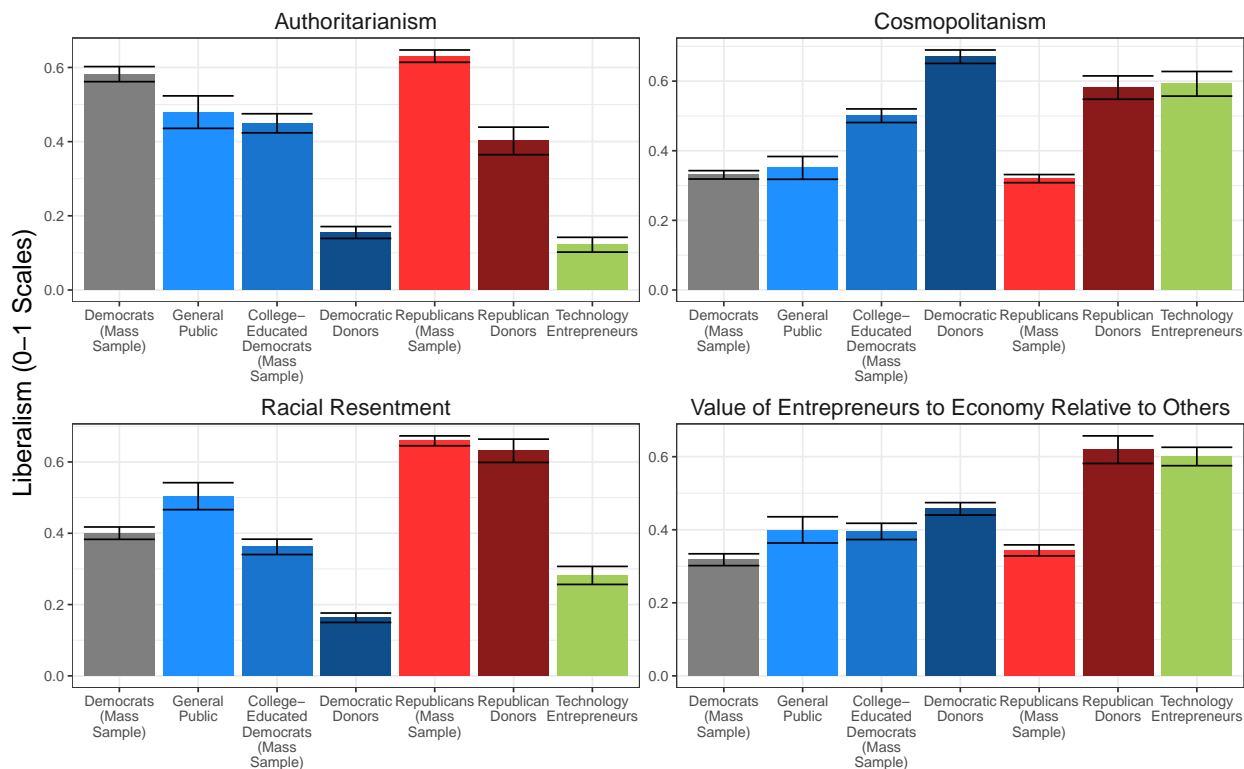 Authoritarianism
Cosmopolitanism
Liberalism (0–1 Scales)
0.6
0.4
0.2
0.0
Democrats
(Mass
Sample)
General
Public
College–
Educated
Democrats
(Mass
Sample)
Democratic
Donors
Republicans
(Mass
Sample)
Republican
Donors
Technology
Entrepreneurs
0.6
0.4
0.2
0.0
Democrats
(Mass
Sample)
General
Public
College–
Educated
Democrats
(Mass
Sample)
Democratic
Donors
Republicans
(Mass
Sample)
Republican
Donors
Technology
Entrepreneurs
Racial Resentment
Value of Entrepreneurs to Economy Relative to Others
0.6
0.4
0.2
0.0
Democrats
(Mass
Sample)
General
Public
College–
Educated
Democrats
(Mass
Sample)
Democratic
Donors
Republicans
(Mass
Sample)
Republican
Donors
Technology
Entrepreneurs
0.6
0.4
0.2
0.0
Democrats
(Mass
Sample)
General
Public
College–
Educated
Democrats
(Mass
Sample)
Democratic
Donors
Republicans
(Mass
Sample)
Republican
Donors
Technology
Entrepreneurs